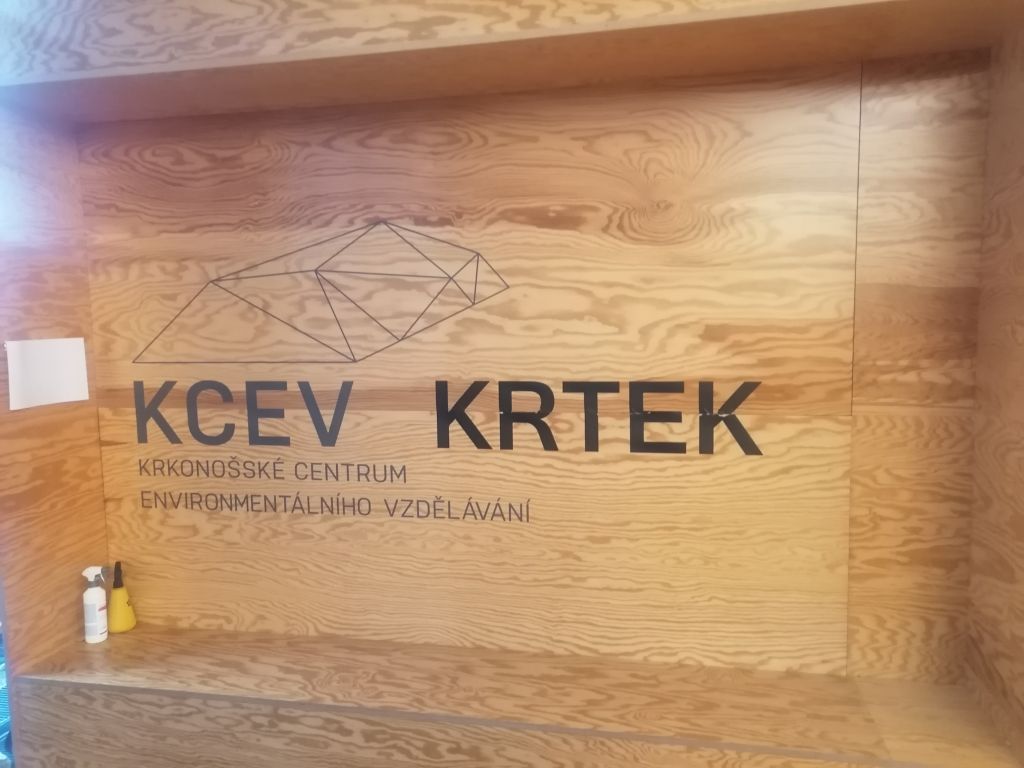 KCEV KRTEK
KRKONOŠSKÉ CENTRUM
ENVIRONMENTÁLNÍHO VZDĚLÁVÁNÍ